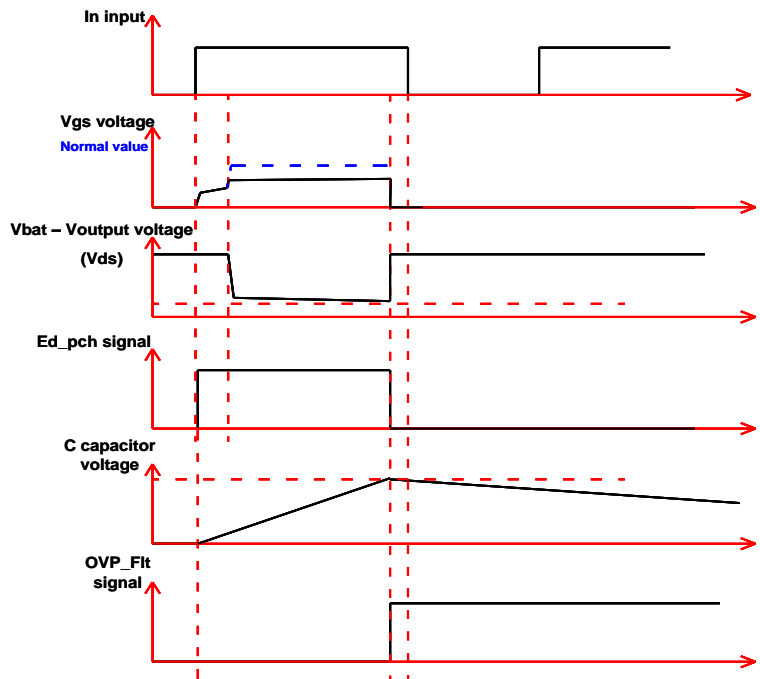 In input
Vgs voltage
Normal value
Vbat – Voutput voltage
(Vds)
Ed_pch signal
C capacitor
voltage
OVP_Flt
signal